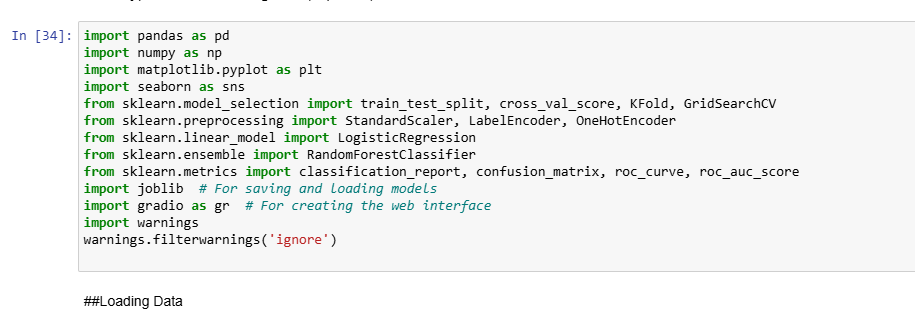 In [34]:
import pandas as pd
import numpy as np
import matplotlib.pyplot as plt
import seaborn as sns
from sklearn.model_selection import train_test_split, cross_val_score, KFold, GridSearchCV
from sklearn.preprocessing import StandardScaler, LabelEncoder, OneHotEncoder
from sklearn.linear_model import LogisticRegression
from sklearn.ensemble import RandomForestClassifier
from sklearn.metrics import classification_report, confusion_matrix, roc_curve, roc_auc_score
import joblib  # For saving and loading models
import gradio as gr  # For creating the web interface
import warnings
warnings.filterwarnings('ignore')
##Loading Data